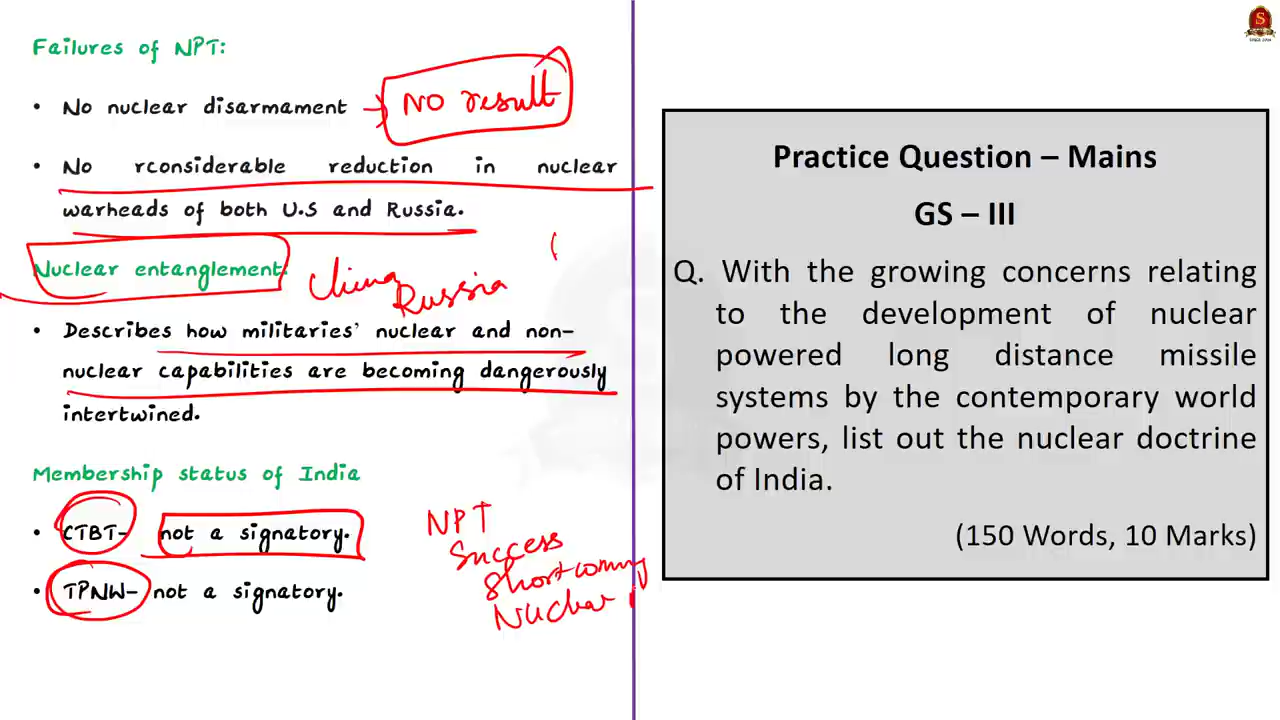 Failures of NPT:
• No nuclear disarmament → NO result
• No rconsiderable reduction in nuclear
warheads of both U.S and Russia.
Nuclear entanglement:
China
Russia
• Describes how militaries' nuclear and non-
nuclear capabilities are becoming dangerously
intertwined.
Membership status of India
• CTBT- not a signatory.
• TPNW- not a signatory.
NPT
Success
Shortcoming
Nuclear
Practice Question – Mains
GS – III
Q. With the growing concerns relating
to the development of nuclear
powered long distance missile
systems by the contemporary world
powers, list out the nuclear doctrine
of India.
(150 Words, 10 Marks)